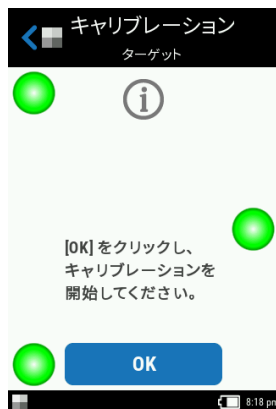 キャリブレーション
ターゲット
[OK] をクリックし、
キャリブレーションを
開始してください。
OK
8:18 pm